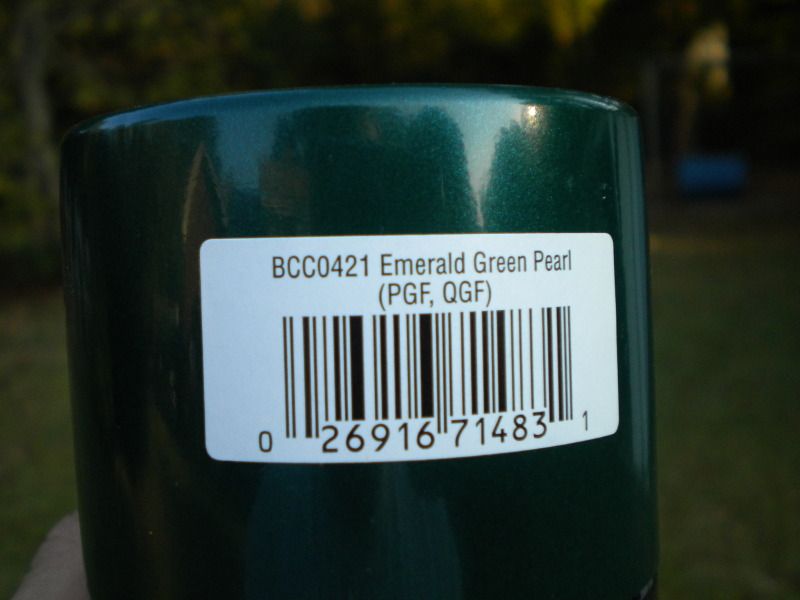 BCC0421 Emerald Green Pearl
(PGF, QGF)
0 26916 71483 1